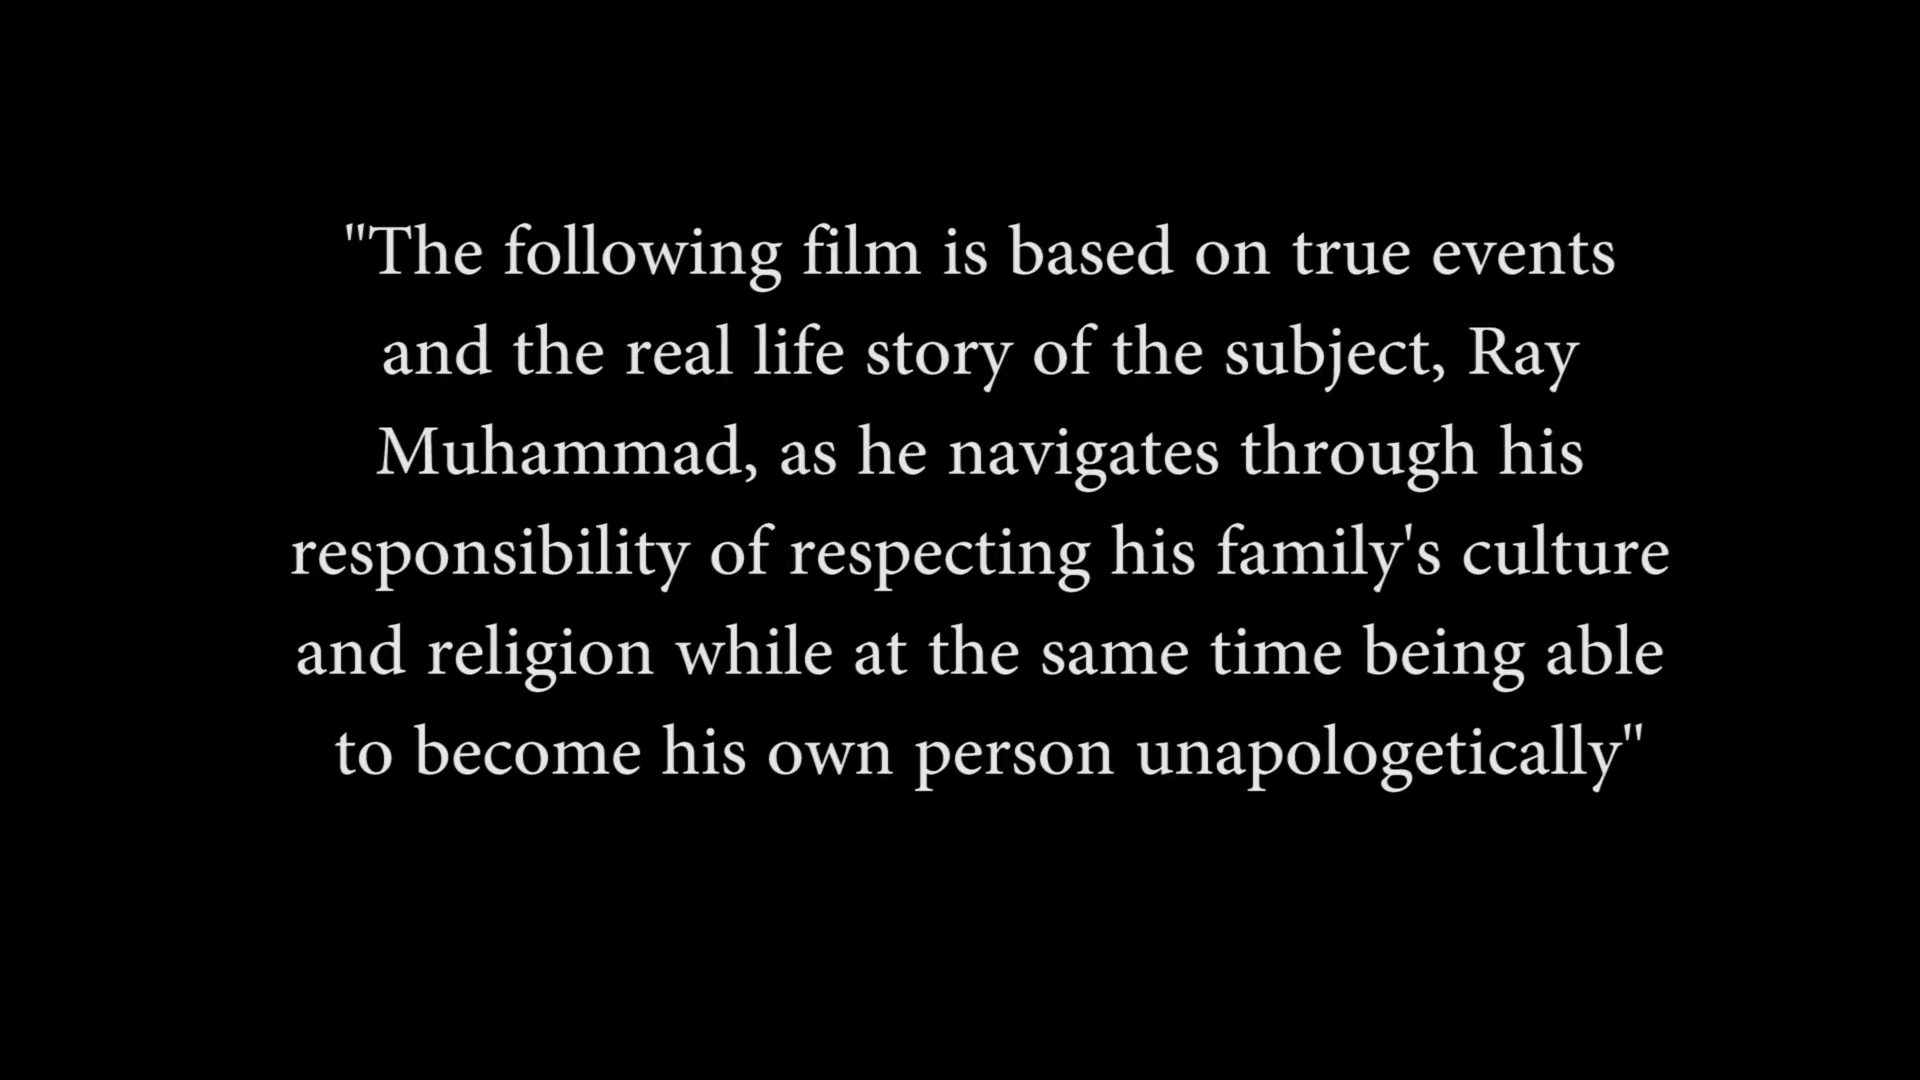 "The following film is based on true events
and the real life story of the subject, Ray
Muhammad, as he navigates through his
responsibility of respecting his family's culture
and religion while at the same time being able
to become his own person unapologetically"